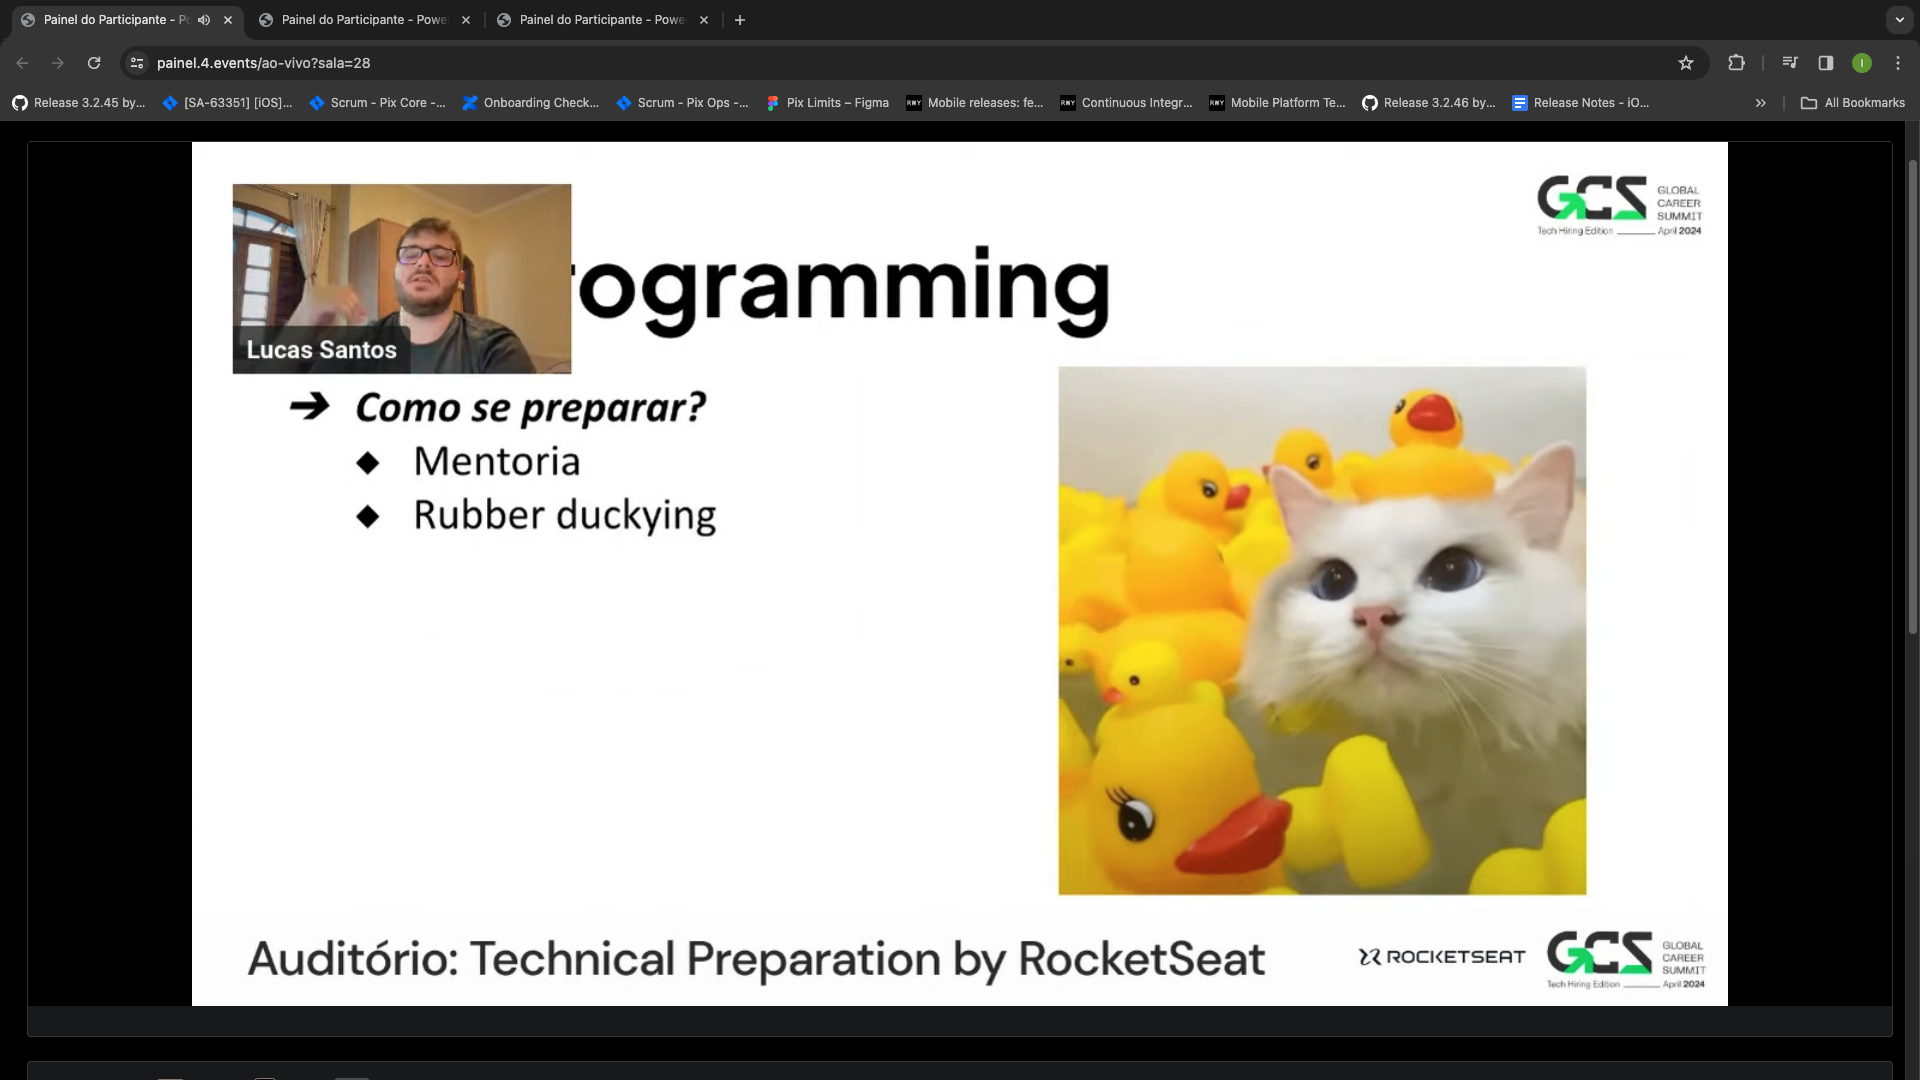 Painel do Participante - Po
Painel do Participante - Powe
Painel do Participante - Powe
painel.4.events/ao-vivo?sala=28
I
Release 3.2.45 by...
[SA-63351] [iOS]...
Scrum - Pix Core -...
Onboarding Check...
Scrum - Pix Ops -...
Pix Limits – Figma
RWY Mobile releases: fe...
RWY Continuous Integr...
RWY Mobile Platform Te...
Release 3.2.46 by...
Release Notes - iO...
All Bookmarks
GCS GLOBAL CAREER SUMMIT
Tech Hiring Edition April 2024
rogramming
Lucas Santos
➔ Como se preparar?
◆ Mentoria
◆ Rubber duckying
Auditório: Technical Preparation by RocketSeat
ROCKETSEAT
GCS GLOBAL CAREER SUMMIT
Tech Hiring Edition April 2024